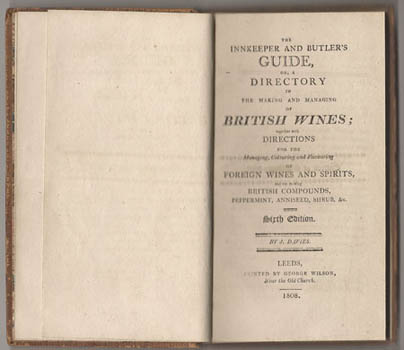 THE
INNKEEPER AND BUTLER'S
GUIDE,
OR, A
DIRECTORY
IN
THE MAKING AND MANAGING
OF
BRITISH WINES;
together with
DIRECTIONS
FOR THE
Managing, Colouring and Flavouring
OF
FOREIGN WINES AND SPIRITS,
and for making
BRITISH COMPOUNDS,
PEPPERMINT, ANNISEED, SHRUB, &c.
Sixth Edition.
BY J. DAVIES.
LEEDS,
PRINTED BY GEORGE WILSON,
Near the Old Church.
1808.